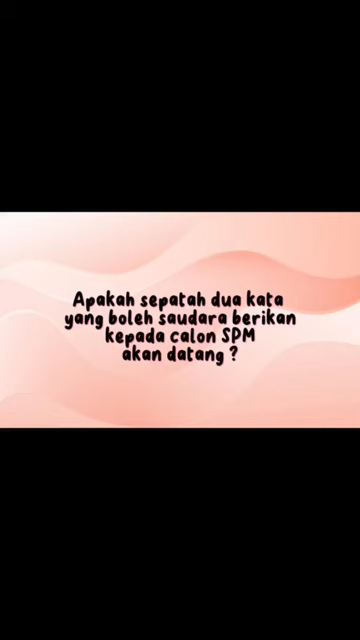 Apakah sepatah dua kata
yang boleh saudara berikan
kepada calon SPM
akan datang ?